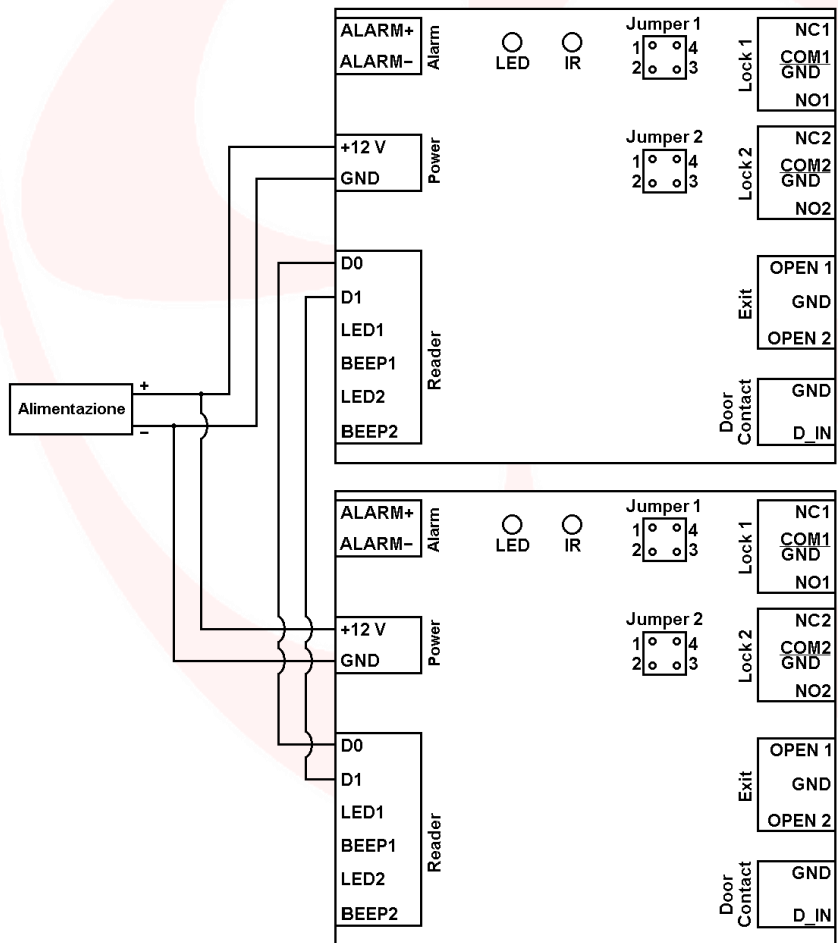 ALARM+
ALARM–
Alarm
LED
IR
Jumper 1
1 4
2 3
Lock 1
NC1
COM1
GND
NO1
+12 V
GND
Power
Jumper 2
1 4
2 3
Lock 2
NC2
COM2
GND
NO2
D0
D1
LED1
BEEP1
LED2
BEEP2
Reader
Exit
OPEN 1
GND
OPEN 2
Door
Contact
GND
D_IN
Alimentazione
+
–
ALARM+
ALARM–
Alarm
LED
IR
Jumper 1
1 4
2 3
Lock 1
NC1
COM1
GND
NO1
+12 V
GND
Power
Jumper 2
1 4
2 3
Lock 2
NC2
COM2
GND
NO2
D0
D1
LED1
BEEP1
LED2
BEEP2
Reader
Exit
OPEN 1
GND
OPEN 2
Door
Contact
GND
D_IN